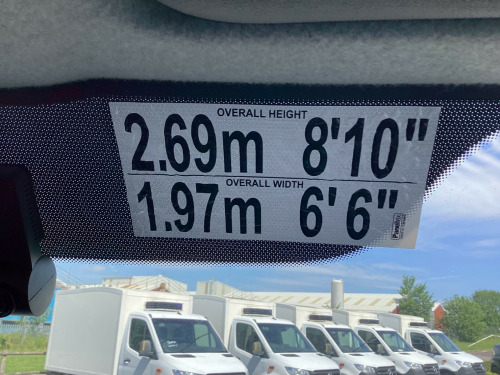 OVERALL HEIGHT
2.69m 8'10"
OVERALL WIDTH
1.97m 6'6"